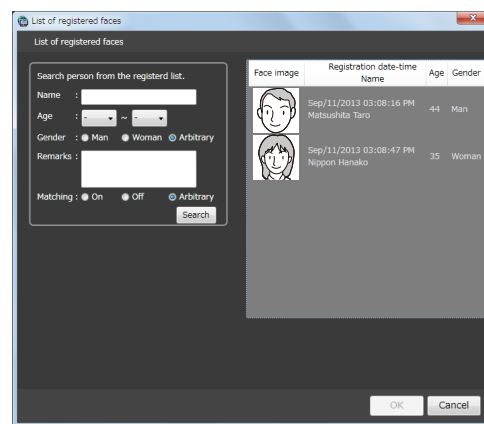 List of registered faces
List of registered faces
Search person from the registerd list.
Name :
Age : - ~ -
Gender : Man Woman Arbitrary
Remarks :
Matching : On Off Arbitrary
Search
Face image Registration date-time Name Age Gender
Sep/11/2013 03:08:16 PM
Matsushita Taro 44 Man
Sep/11/2013 03:08:47 PM
Nippon Hanako 35 Woman
OK Cancel